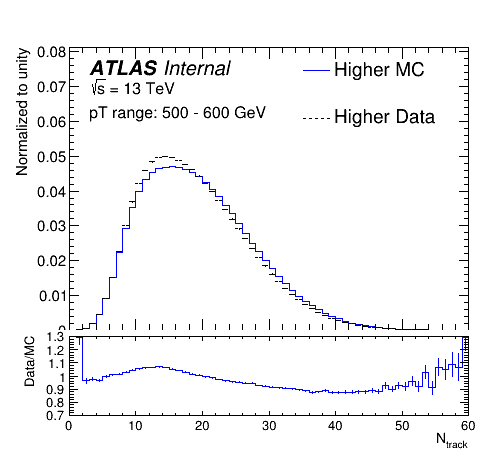 Normalized to unity
0.08
0.07
0.06
0.05
0.04
0.03
0.02
0.01
0
ATLAS Internal
√s = 13 TeV
pT range: 500 - 600 GeV
Higher MC
Higher Data
Data/MC
1.3
1.2
1.1
1
0.9
0.8
0.7
0 10 20 30 40 50 60
N_track